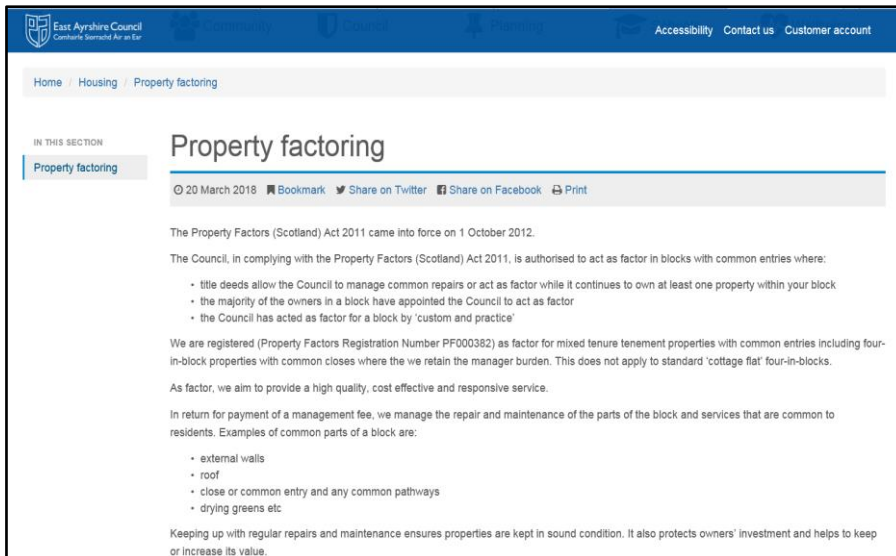 East Ayrshire Council
Comhairle Siorrachd Àir an Ear
Community
Council
Planning
Accessibility Contact us Customer account
Home / Housing / Property factoring
IN THIS SECTION
Property factoring
Property factoring
20 March 2018 Bookmark Share on Twitter Share on Facebook Print
The Property Factors (Scotland) Act 2011 came into force on 1 October 2012.
The Council, in complying with the Property Factors (Scotland) Act 2011, is authorised to act as factor in blocks with common entries where:
• title deeds allow the Council to manage common repairs or act as factor while it continues to own at least one property within your block
• the majority of the owners in a block have appointed the Council to act as factor
• the Council has acted as factor for a block by 'custom and practice'
We are registered (Property Factors Registration Number PF000382) as factor for mixed tenure tenement properties with common entries including four-
in-block properties with common closes where the we retain the manager burden. This does not apply to standard 'cottage flat' four-in-blocks.
As factor, we aim to provide a high quality, cost effective and responsive service.
In return for payment of a management fee, we manage the repair and maintenance of the parts of the block and services that are common to
residents. Examples of common parts of a block are:
• external walls
• roof
• close or common entry and any common pathways
• drying greens etc
Keeping up with regular repairs and maintenance ensures properties are kept in sound condition. It also protects owners' investment and helps to keep
or increase its value.